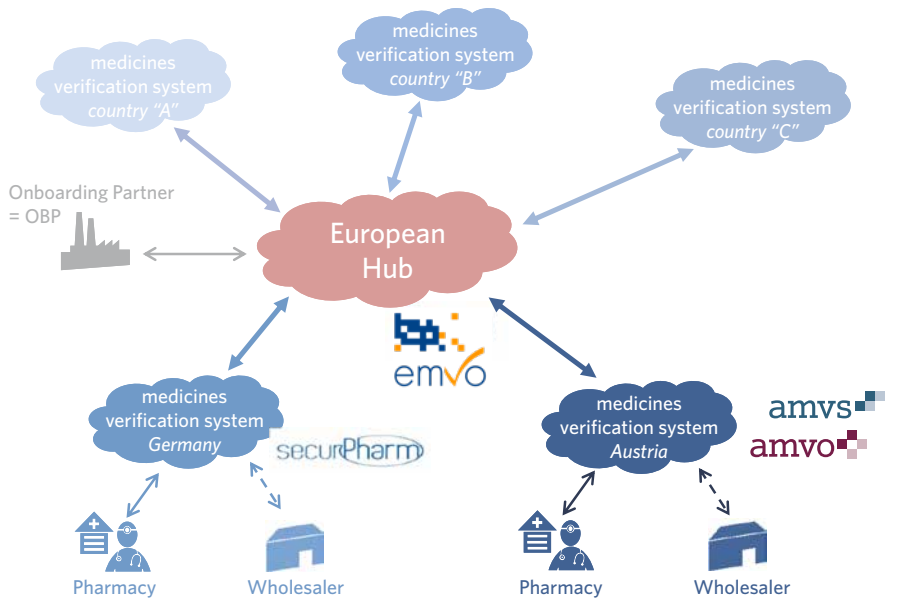 medicines
verification system
country “A”
medicines
verification system
country “B”
medicines
verification system
country “C”
Onboarding Partner
= OBP
European
Hub
emvo
medicines
verification system
Germany
securPharm
medicines
verification system
Austria
amvs
amvo
Pharmacy
Wholesaler
Pharmacy
Wholesaler